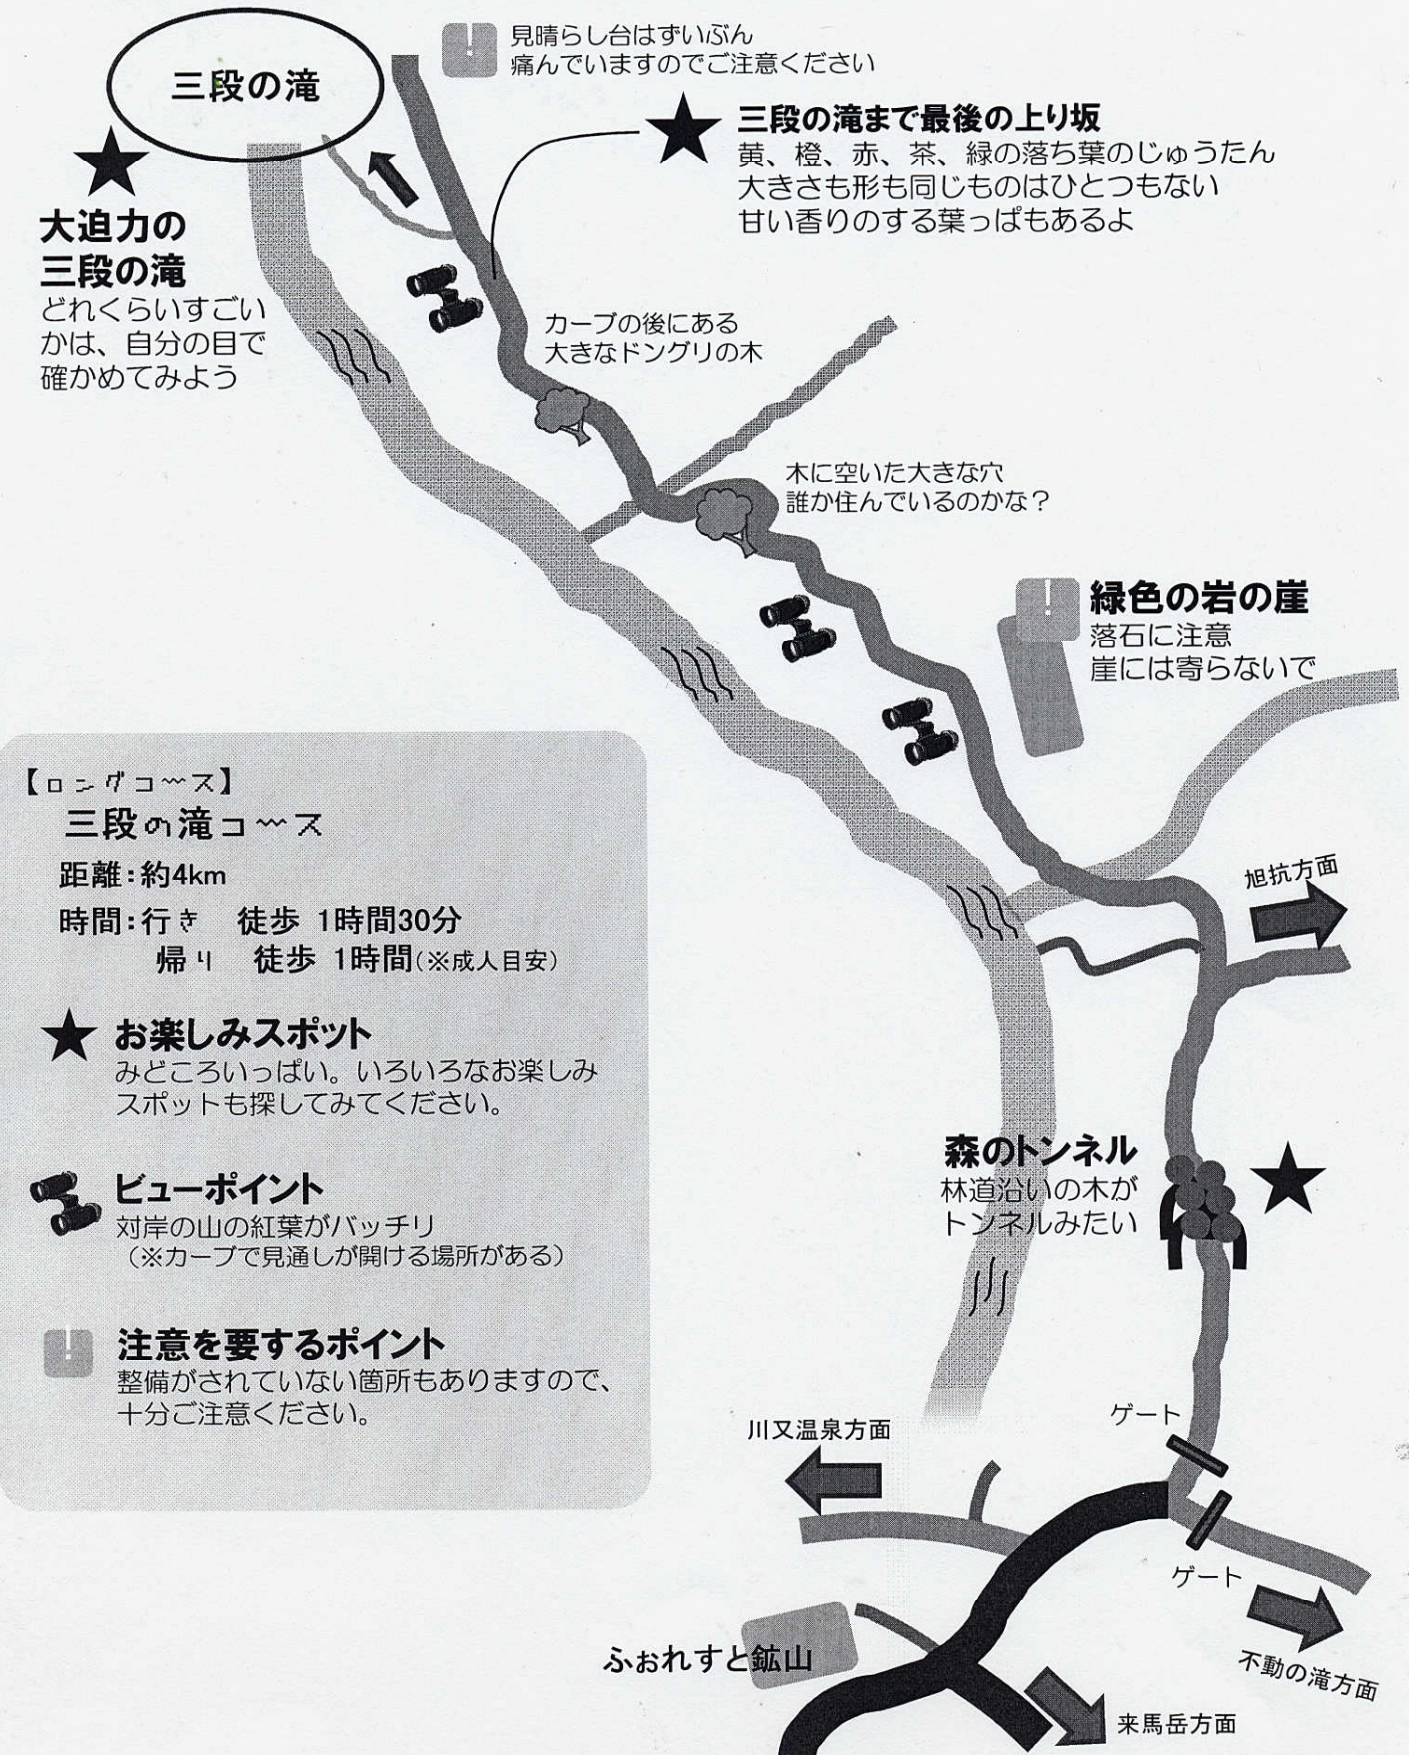 三段の滝
見晴らし台はずいぶん
痛んでいますのでご注意ください
三段の滝まで最後の上り坂
黄、橙、赤、茶、緑の落ち葉のじゅうたん
大きさも形も同じものはひとつもない
甘い香りのする葉っぱもあるよ
大迫力の
三段の滝
どれくらいすごい
かは、自分の目で
確かめてみよう
カーブの後にある
大きなドングリの木
木に空いた大きな穴
誰か住んでいるのかな？
緑色の岩の崖
落石に注意
崖には寄らないで
【ロングコース】
三段の滝コース
距離：約4km
時間：行き 徒歩 1時間30分
帰り 徒歩 1時間(※成人目安)
お楽しみスポット
みどころいっぱい。いろいろなお楽しみ
スポットも探してみてください。
ビューポイント
対岸の山の紅葉がバッチリ
（※カーブで見通しが開ける場所がある）
注意を要するポイント
整備がされていない箇所もありますので、
十分ご注意ください。
旭抗方面
森のトンネル
林道沿いの木が
トンネルみたい
川又温泉方面
ゲート
ゲート
不動の滝方面
ふぉれすと鉱山
来馬岳方面